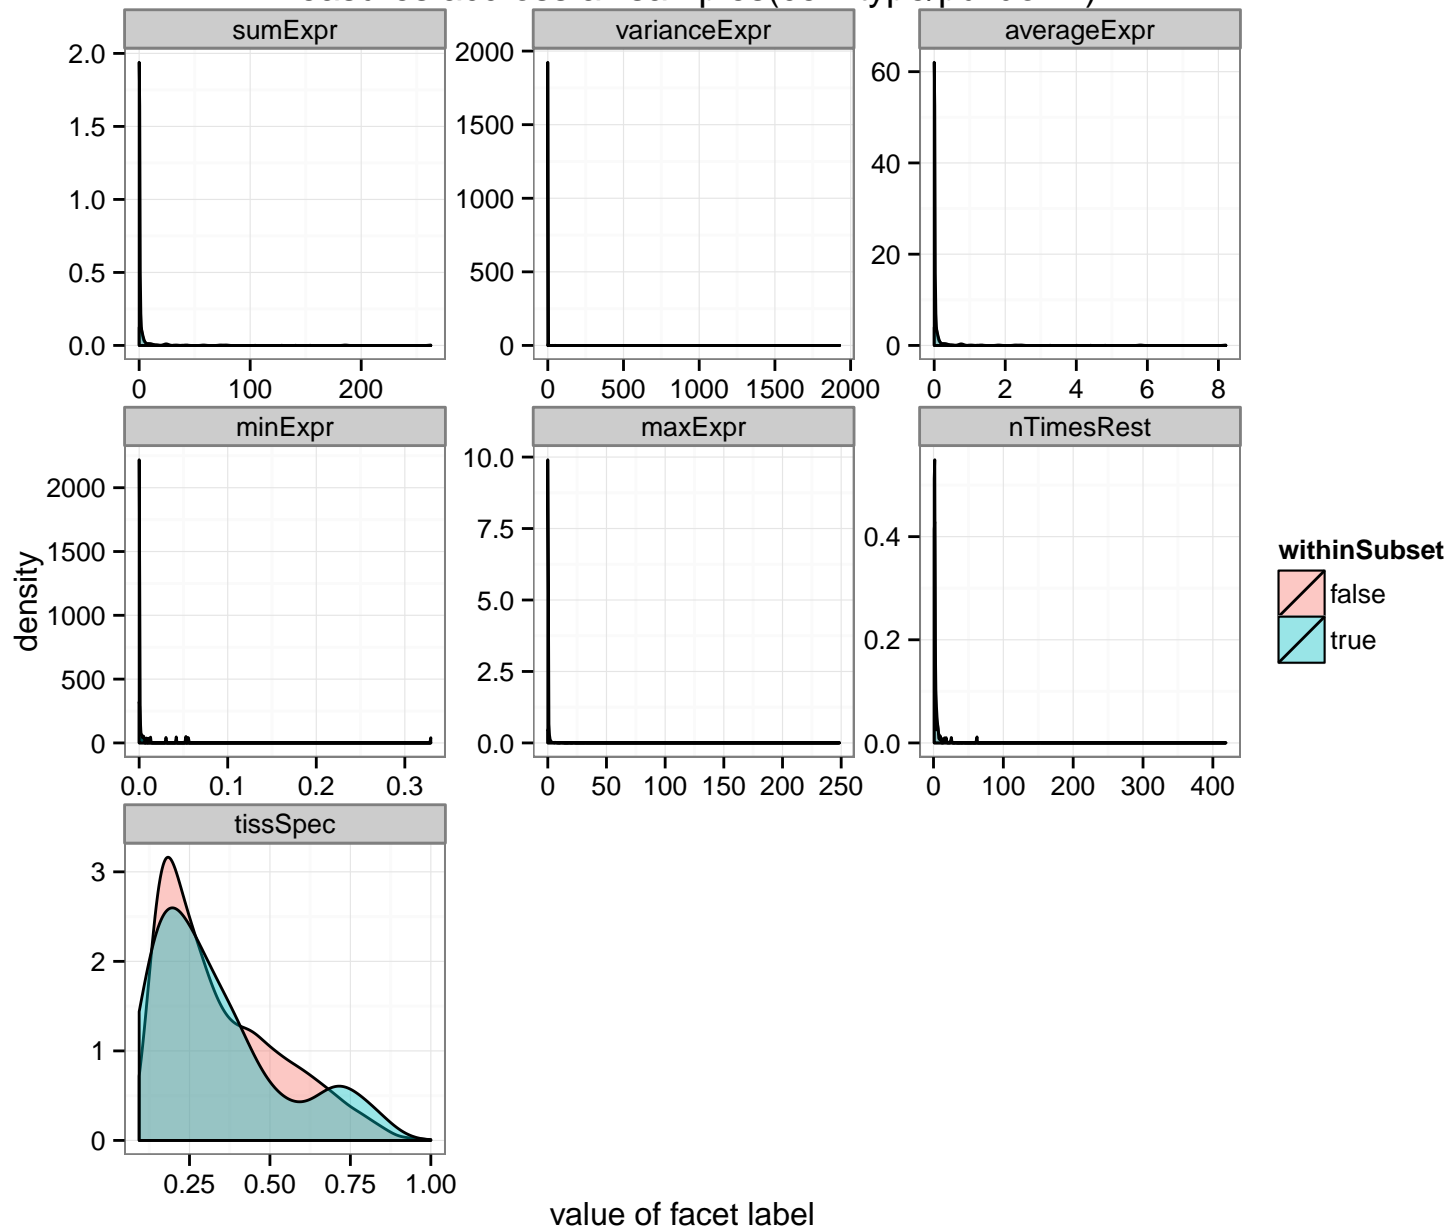 sumExpr varianceExpr averageExpr
2.0 2000 60
1.5 1500 40
1.0 1000 20
0.5 500
0.0 0 0
0 100 200 0 500 1000 1500 2000 0 2 4 6 8
minExpr maxExpr nTimesRest
2000 10.0 0.4
1500 7.5 0.2
1000 5.0 0.0
500 2.5
0 0.0
0.0 0.1 0.2 0.3 0 50 100 150 200 250 0 100 200 300 400
density
withinSubset
false
true
tissSpec
3
2
1
0
0.25 0.50 0.75 1.00
value of facet label